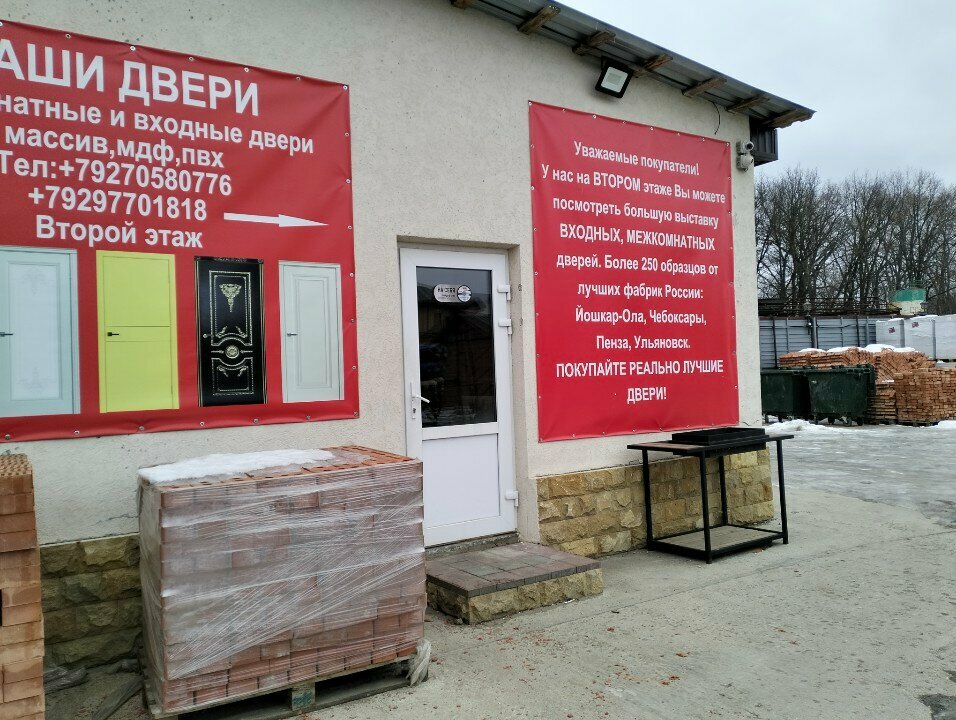 АШИ ДВЕРИ
натные и входные двери
массив,мдф,пвх
Тел:+79270580776
+79297701818
Второй этаж
НА СЕБЯ
Уважаемые покупатели!
У нас на ВТОРОМ этаже Вы можете
посмотреть большую выставку
ВХОДНЫХ, МЕЖКОМНАТНЫХ
дверей. Более 250 образцов от
лучших фабрик России:
Йошкар-Ола, Чебоксары,
Пенза, Ульяновск.
ПОКУПАЙТЕ РЕАЛЬНО ЛУЧШИЕ
ДВЕРИ!